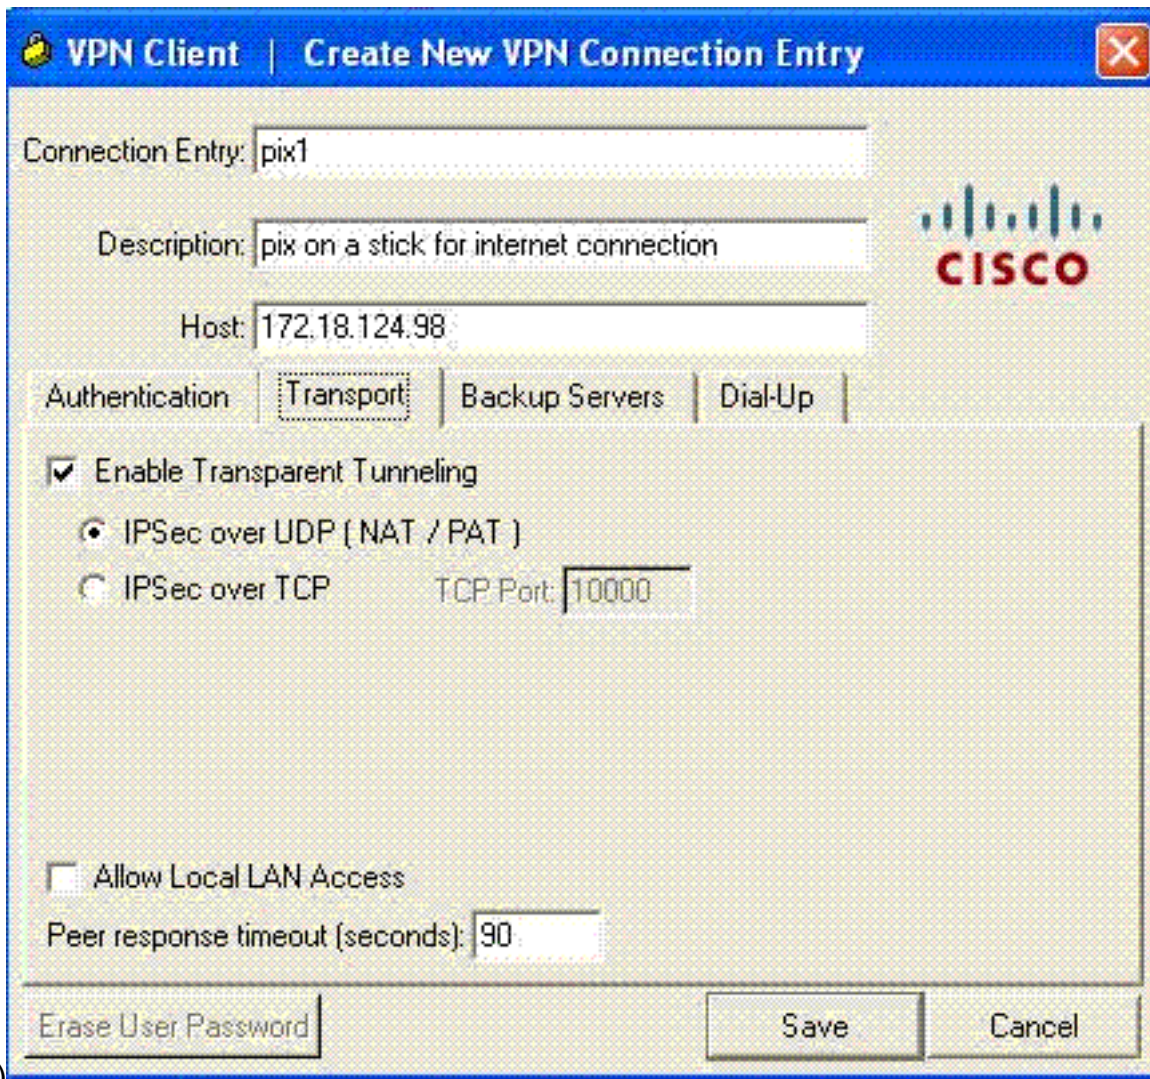 VPN Client | Create New VPN Connection Entry
Connection Entry: pix1
Description: pix on a stick for internet connection
CISCO
Host: 172.18.124.98
Authentication Transport Backup Servers Dial-Up
Enable Transparent Tunneling
IPSec over UDP ( NAT / PAT )
IPSec over TCP TCP Port: 10000
Allow Local LAN Access
Peer response timeout (seconds): 90
Erase User Password Save Cancel
)